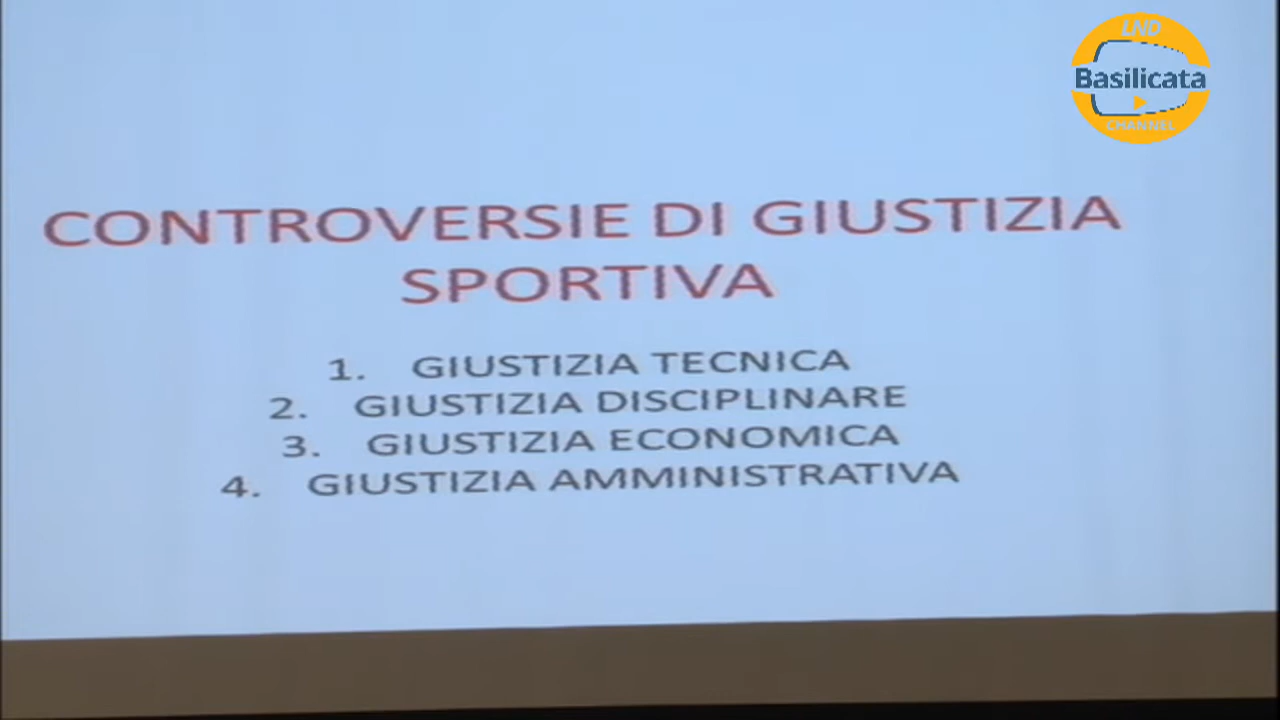 LND
Basilicata
CHANNEL
CONTROVERSIE DI GIUSTIZIA
SPORTIVA
1. GIUSTIZIA TECNICA
2. GIUSTIZIA DISCIPLINARE
3. GIUSTIZIA ECONOMICA
4. GIUSTIZIA AMMINISTRATIVA